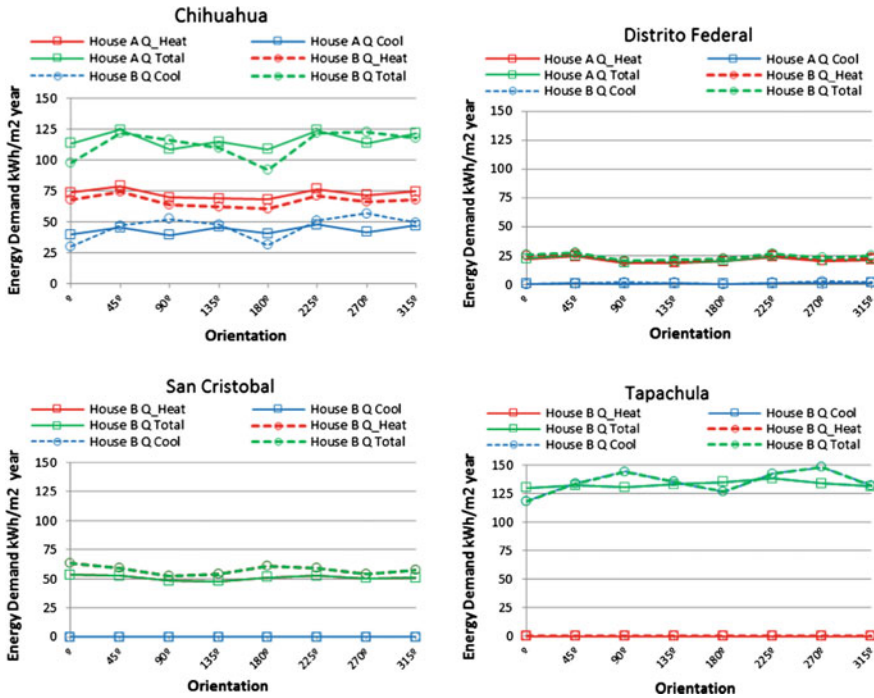 Chihuahua
House A Q_Heat House A Q Cool
House A Q Total House B Q_Heat
House B Q Cool House B Q Total
150
125
100
75
50
25
0
Energy Demand kWh/m2 year
º 45º 90º 135º 180º 225º 270º 315º
Orientation
Distrito Federal
House A Q_Heat House A Q Cool
House A Q Total House B Q_Heat
House B Q Cool House B Q Total
150
125
100
75
50
25
0
Energy Demand kWh/m2 year
º 45º 90º 135º 180º 225º 270º 315º
Orientation
San Cristobal
House B Q_Heat House B Q Cool
House B Q Total House B Q_Heat
House B Q Cool House B Q Total
150
125
100
75
50
25
0
Energy Demand kWh/m2 year
º 45º 90º 135º 180º 225º 270º 315º
Orientation
Tapachula
House B Q_Heat House B Q Cool
House B Q Total House B Q_Heat
House B Q Cool House B Q Total
150
125
100
75
50
25
0
Energy Demand kWh/m2 year
º 45º 90º 135º 180º 225º 270º 315º
Orientation